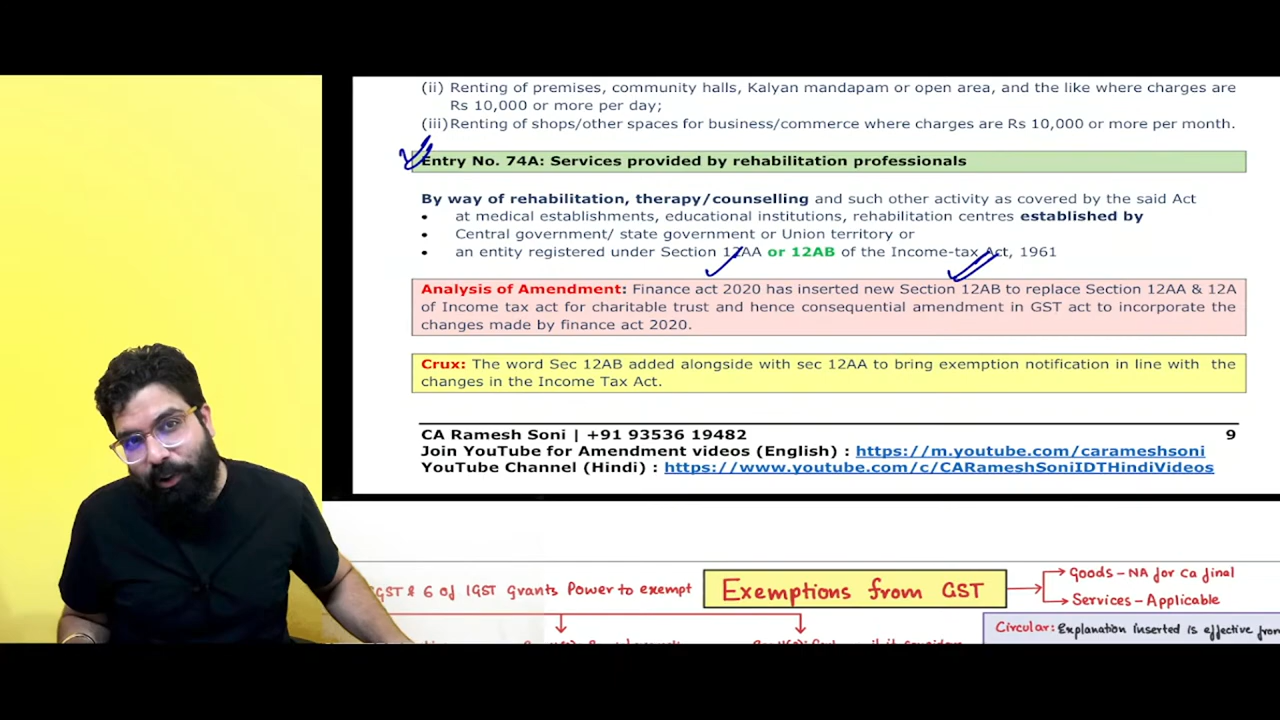 (ii) Renting of premises, community halls, Kalyan mandapam or open area, and the like where charges are
Rs 10,000 or more per day;
(iii) Renting of shops/other spaces for business/commerce where charges are Rs 10,000 or more per month.
Entry No. 74A: Services provided by rehabilitation professionals
By way of rehabilitation, therapy/counselling and such other activity as covered by the said Act
• at medical establishments, educational institutions, rehabilitation centres established by
• Central government/ state government or Union territory or
• an entity registered under Section 12AA or 12AB of the Income-tax Act, 1961
Analysis of Amendment: Finance act 2020 has inserted new Section 12AB to replace Section 12AA & 12A
of Income tax act for charitable trust and hence consequential amendment in GST act to incorporate the
changes made by finance act 2020.
Crux: The word Sec 12AB added alongside with sec 12AA to bring exemption notification in line with the
changes in the Income Tax Act.
CA Ramesh Soni | +91 93536 19482 9
Join YouTube for Amendment videos (English) : https://m.youtube.com/carameshsoni
YouTube Channel (Hindi) : https://www.youtube.com/c/CARameshSoniIDTHindiVideos
& 6 of IGST Grants Power to exempt
Exemptions from GST
Goods - NA for CA final
Services - Applicable
Circular: Explanation inserted is effective from